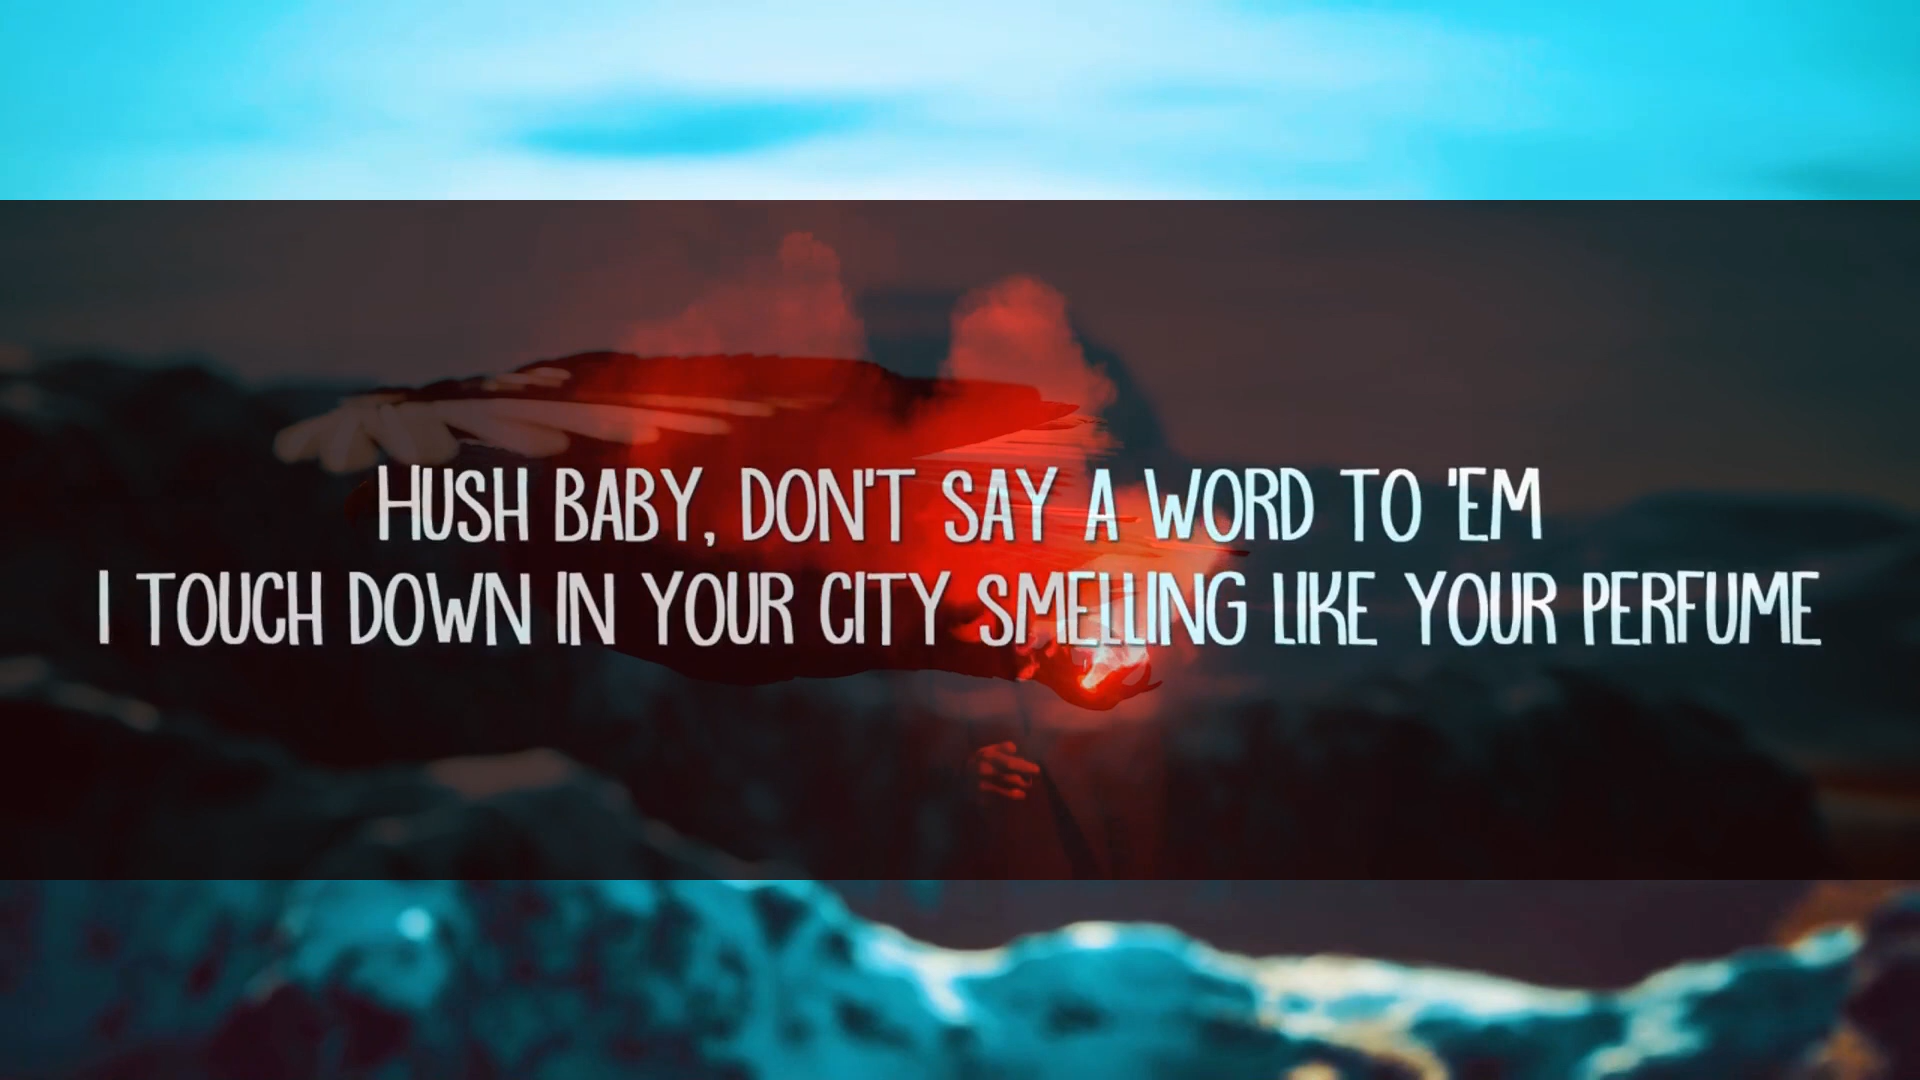 HUSH BABY, DON'T SAY A WORD TO 'EM
I TOUCH DOWN IN YOUR CITY SMELLING LIKE YOUR PERFUME